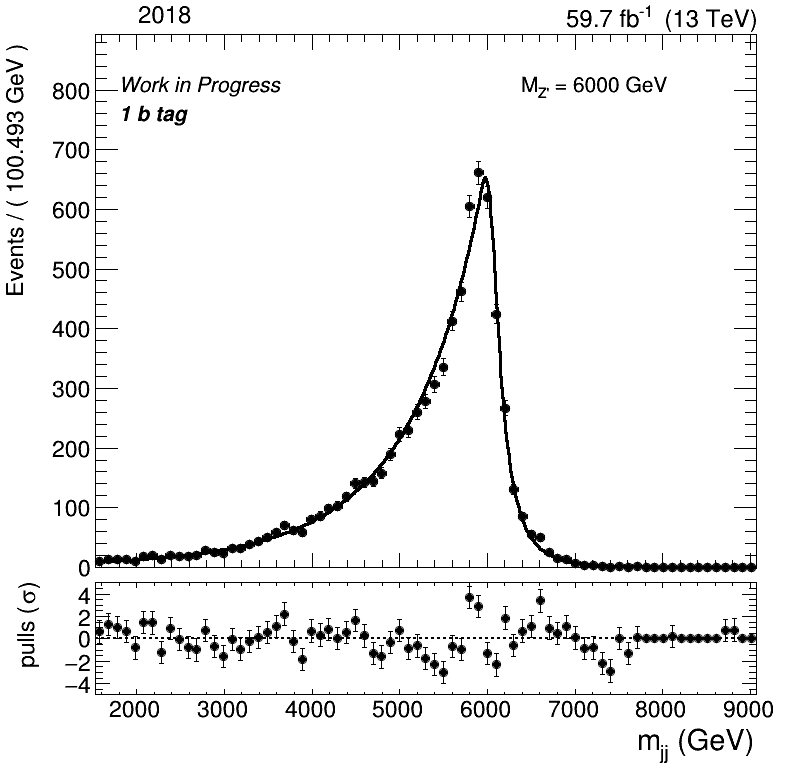 2018 59.7 fb⁻¹ (13 TeV)
Events / ( 100.493 GeV )
Work in Progress
1 b tag
M_Z' = 6000 GeV
800
700
600
500
400
300
200
100
0
pulls (σ)
4
2
0
−2
−4
2000 3000 4000 5000 6000 7000 8000 9000
m_jj (GeV)